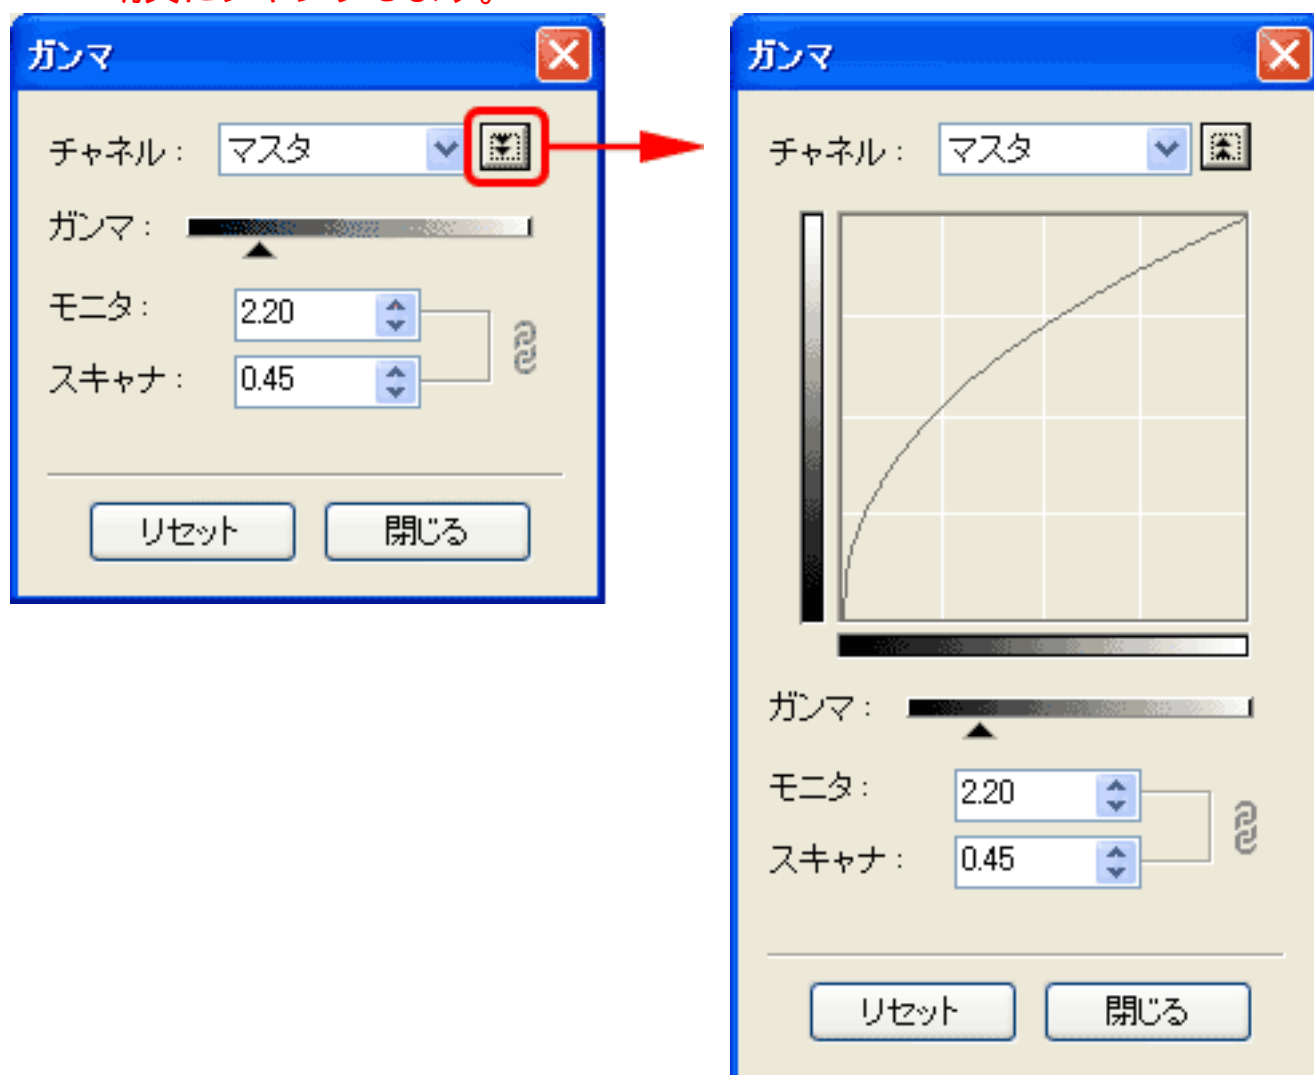 ガンマ
チャネル： マスタ
ガンマ：
モニタ： 2.20
スキャナ： 0.45
リセット 閉じる
ガンマ
チャネル： マスタ
ガンマ：
モニタ： 2.20
スキャナ： 0.45
リセット 閉じる